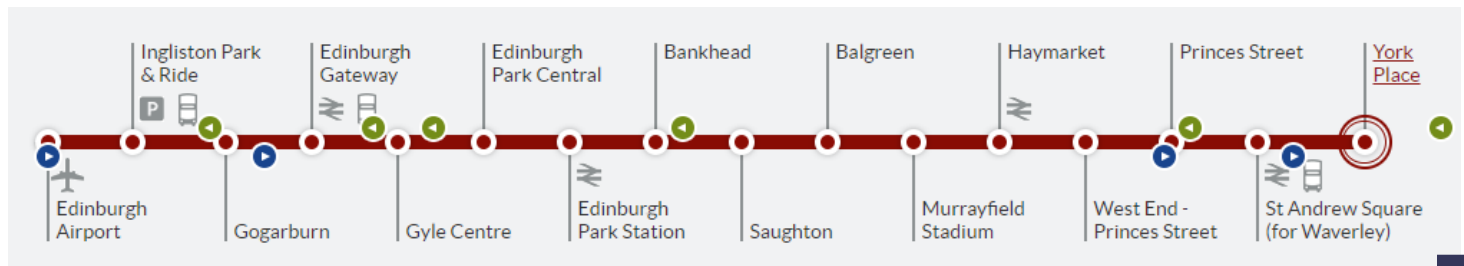 Ingliston Park
& Ride
P
Edinburgh
Gateway
Edinburgh
Park Central
Bankhead
Balgreen
Haymarket
Princes Street
York
Place
Edinburgh
Airport
Gogarburn
Gyle Centre
Edinburgh
Park Station
Saughton
Murrayfield
Stadium
West End -
Princes Street
St Andrew Square
(for Waverley)